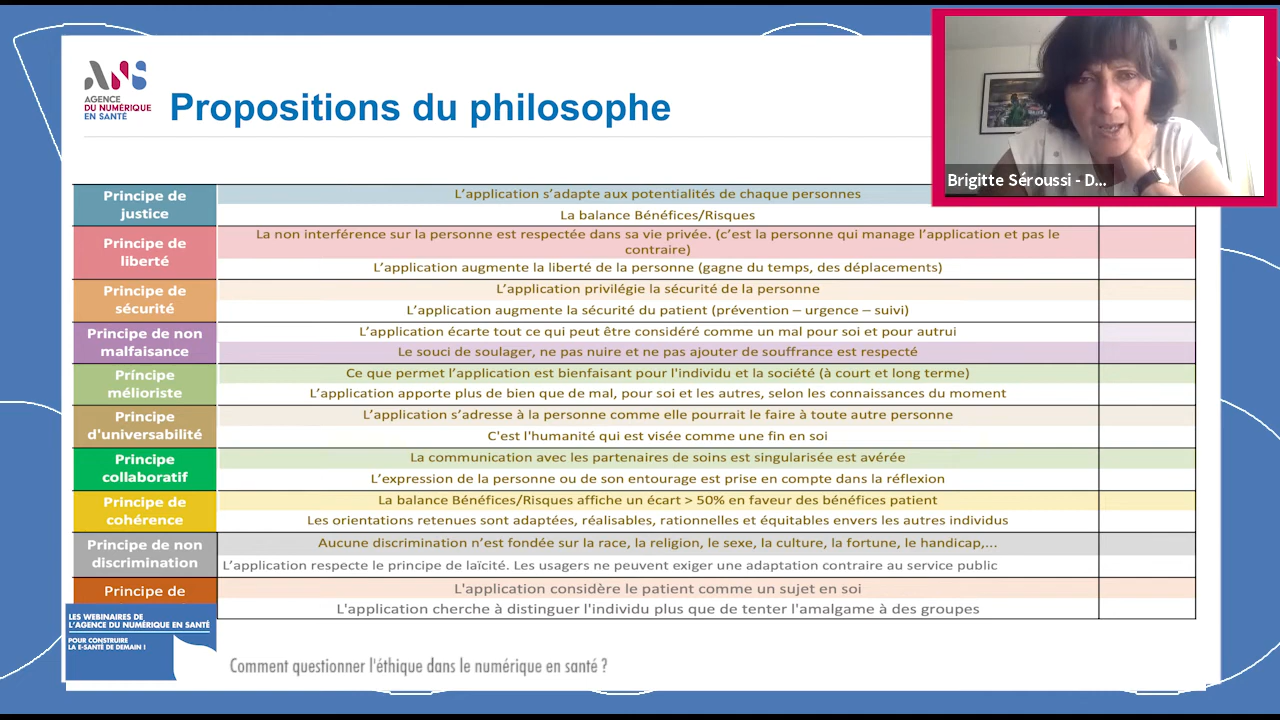 ANS
AGENCE
DU NUMÉRIQUE
EN SANTÉ
Propositions du philosophe
Brigitte Séroussi - D...
Principe de
justice
L’application s’adapte aux potentialités de chaque personnes
La balance Bénéfices/Risques
Principe de
liberté
La non interférence sur la personne est respectée dans sa vie privée. (c’est la personne qui manage l’application et pas le
contraire)
L’application augmente la liberté de la personne (gagne du temps, des déplacements)
Principe de
sécurité
L’application privilégie la sécurité de la personne
L’application augmente la sécurité du patient (prévention – urgence – suivi)
Principe de non
malfaisance
L’application écarte tout ce qui peut être considéré comme un mal pour soi et pour autrui
Le souci de soulager, ne pas nuire et ne pas ajouter de souffrance est respecté
Príncipe
mélioriste
Ce que permet l’application est bienfaisant pour l'individu et la société (à court et long terme)
L’application apporte plus de bien que de mal, pour soi et les autres, selon les connaissances du moment
Principe
d'universabilité
L’application s’adresse à la personne comme elle pourrait le faire à toute autre personne
C'est l'humanité qui est visée comme une fin en soi
Principe
collaboratif
La communication avec les partenaires de soins est singularisée est avérée
L’expression de la personne ou de son entourage est prise en compte dans la réflexion
Principe de
cohérence
La balance Bénéfices/Risques affiche un écart > 50% en faveur des bénéfices patient
Les orientations retenues sont adaptées, réalisables, rationnelles et équitables envers les autres individus
Principe de non
discrimination
Aucune discrimination n’est fondée sur la race, la religion, le sexe, la culture, la fortune, le handicap,...
L’application respecte le principe de laïcité. Les usagers ne peuvent exiger une adaptation contraire au service public
Principe de
L'application considère le patient comme un sujet en soi
L'application cherche à distinguer l'individu plus que de tenter l'amalgame à des groupes
LES WEBINAIRES DE
L'AGENCE DU NUMÉRIQUE EN SANTÉ
POUR CONSTRUIRE
LA E-SANTÉ DE DEMAIN !
Comment questionner l'éthique dans le numérique en santé ?